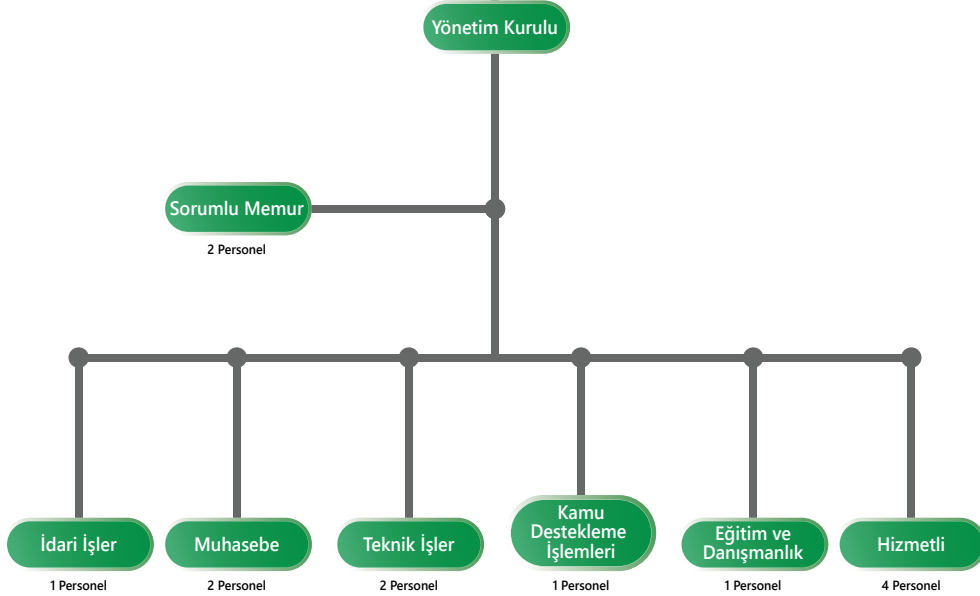 Yönetim Kurulu
Sorumlu Memur
2 Personel
İdari İşler
1 Personel
Muhasebe
2 Personel
Teknik İşler
2 Personel
Kamu
Destekleme
İşlemleri
1 Personel
Eğitim ve
Danışmanlık
1 Personel
Hizmetli
4 Personel